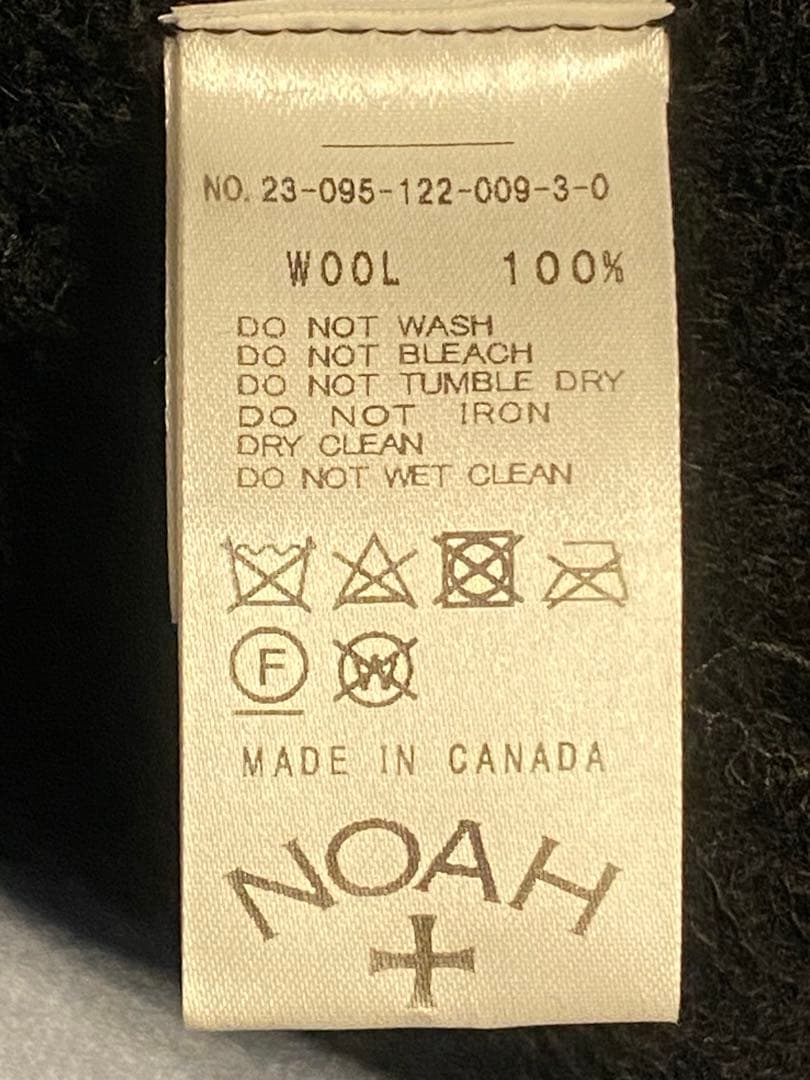 NO. 23-095-122-009-3-0
WOOL 100%
DO NOT WASH
DO NOT BLEACH
DO NOT TUMBLE DRY
DO NOT IRON
DRY CLEAN
DO NOT WET CLEAN
F W
MADE IN CANADA
NOAH